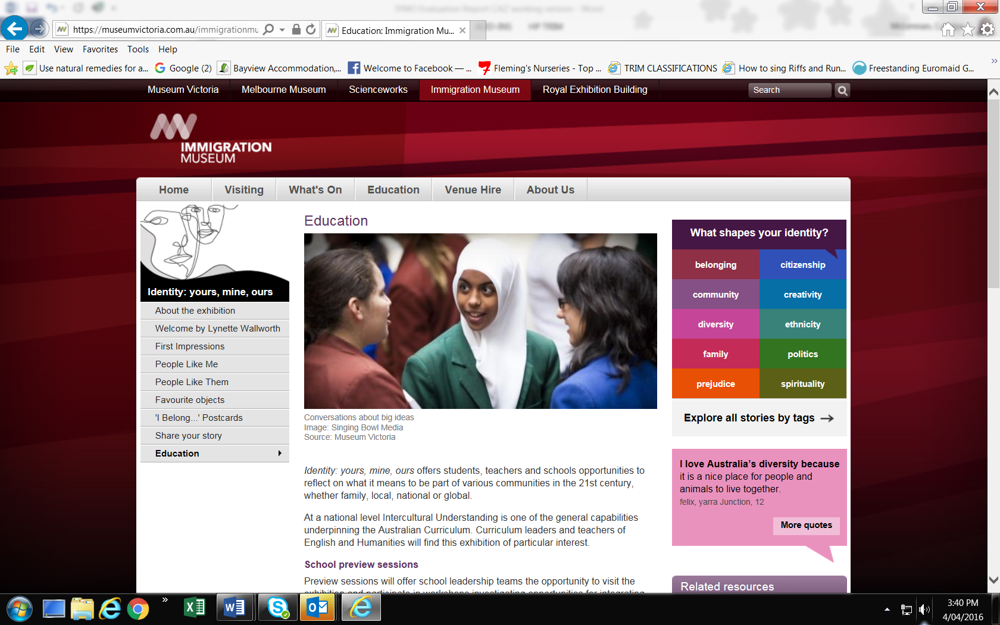 https://museumvictoria.com.au/immigrationmu
Education: Immigration Mu...
File Edit View Favorites Tools Help
Use natural remedies for a...
Google (2)
Bayview Accommodation,...
Welcome to Facebook — ...
Fleming's Nurseries - Top ...
TRIM CLASSIFICATIONS
How to sing Riffs and Run...
Freestanding Euromaid G...
Museum Victoria
Melbourne Museum
Scienceworks
Immigration Museum
Royal Exhibition Building
Search
IMMIGRATION
MUSEUM
Home
Visiting
What's On
Education
Venue Hire
About Us
Identity: yours, mine, ours
About the exhibition
Welcome by Lynette Wallworth
First Impressions
People Like Me
People Like Them
Favourite objects
'I Belong...' Postcards
Share your story
Education
Education
Conversations about big ideas
Image: Singing Bowl Media
Source: Museum Victoria
Identity: yours, mine, ours offers students, teachers and schools opportunities to
reflect on what it means to be part of various communities in the 21st century,
whether family, local, national or global.
At a national level Intercultural Understanding is one of the general capabilities
underpinning the Australian Curriculum. Curriculum leaders and teachers of
English and Humanities will find this exhibition of particular interest.
School preview sessions
Preview sessions will offer school leadership teams the opportunity to visit the
exhibition and participate in workshops investigating opportunities for integrating
What shapes your identity?
belonging
citizenship
community
creativity
diversity
ethnicity
family
politics
prejudice
spirituality
Explore all stories by tags
I love Australia's diversity because
it is a nice place for people and
animals to live together.
felix, yarra Junction, 12
More quotes
Related resources
3:40 PM
4/04/2016